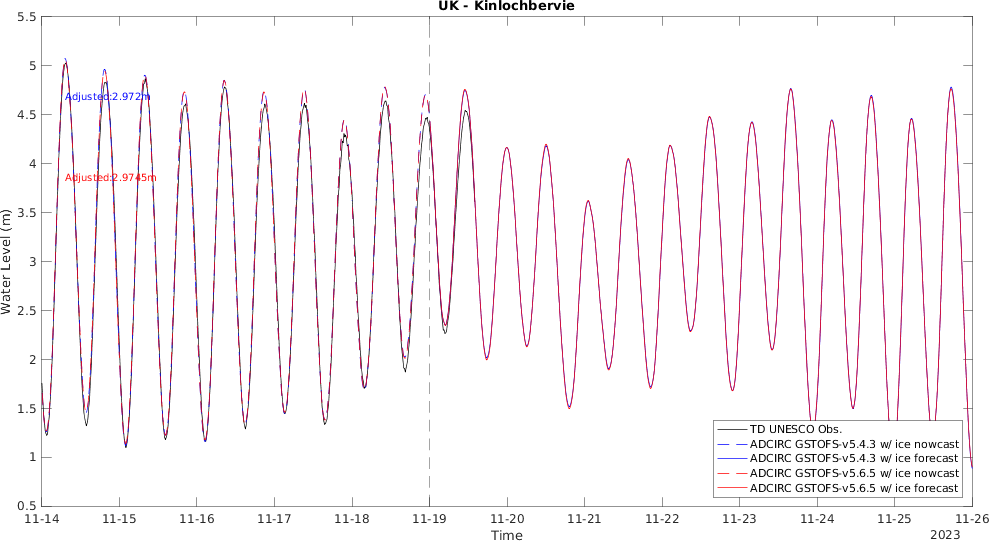 UK - Kinlochbervie
5.5
5
4.5
4
3.5
3
2.5
2
1.5
1
0.5
Water Level (m)
Adjusted:2.972m
Adjusted:2.9745m
TD UNESCO Obs.
ADCIRC GSTOFS-v5.4.3 w/ ice nowcast
ADCIRC GSTOFS-v5.4.3 w/ ice forecast
ADCIRC GSTOFS-v5.6.5 w/ ice nowcast
ADCIRC GSTOFS-v5.6.5 w/ ice forecast
11-14 11-15 11-16 11-17 11-18 11-19 11-20 11-21 11-22 11-23 11-24 11-25 11-26
Time
2023